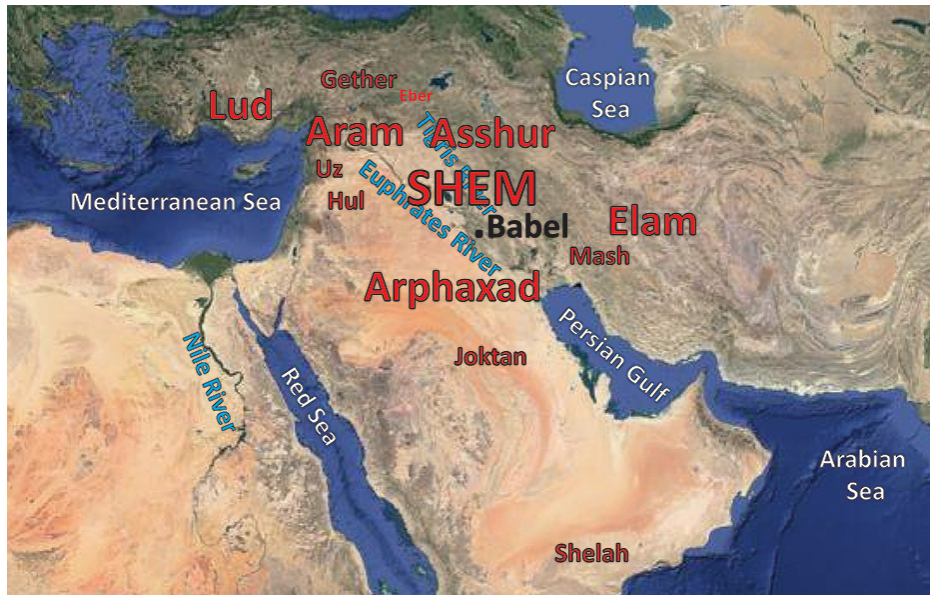 Gether
Eber
Caspian
Sea
Lud
Aram
Asshur
Tigris River
Uz
Hul
Euphrates River
SHEM
Mediterranean Sea
Babel
Elam
Mash
Arphaxad
Persian Gulf
Nile River
Joktan
Red Sea
Arabian
Sea
Shelah